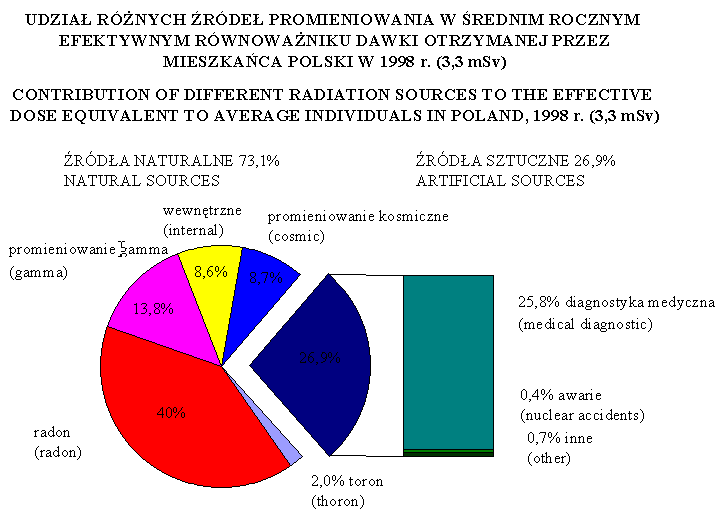 UDZIAŁ RÓŻNYCH ŹRÓDEŁ PROMIENIOWANIA W ŚREDNIM ROCZNYM
EFEKTYWNYM RÓWNOWAŻNIKU DAWKI OTRZYMANEJ PRZEZ
MIESZKAŃCA POLSKI W 1998 r. (3,3 mSv)
CONTRIBUTION OF DIFFERENT RADIATION SOURCES TO THE EFFECTIVE
DOSE EQUIVALENT TO AVERAGE INDIVIDUALS IN POLAND, 1998 r. (3,3 mSv)
ŹRÓDŁA NATURALNE 73,1%
NATURAL SOURCES
ŹRÓDŁA SZTUCZNE 26,9%
ARTIFICIAL SOURCES
wewnętrzne
(internal)
promieniowanie kosmiczne
(cosmic)
promieniowanie ξamma
(gamma)
8,6%
8,7%
13,8%
26,9%
40%
25,8% diagnostyka medyczna
(medical diagnostic)
0,4% awarie
(nuclear accidents)
0,7% inne
(other)
radon
(radon)
2,0% toron
(thoron)